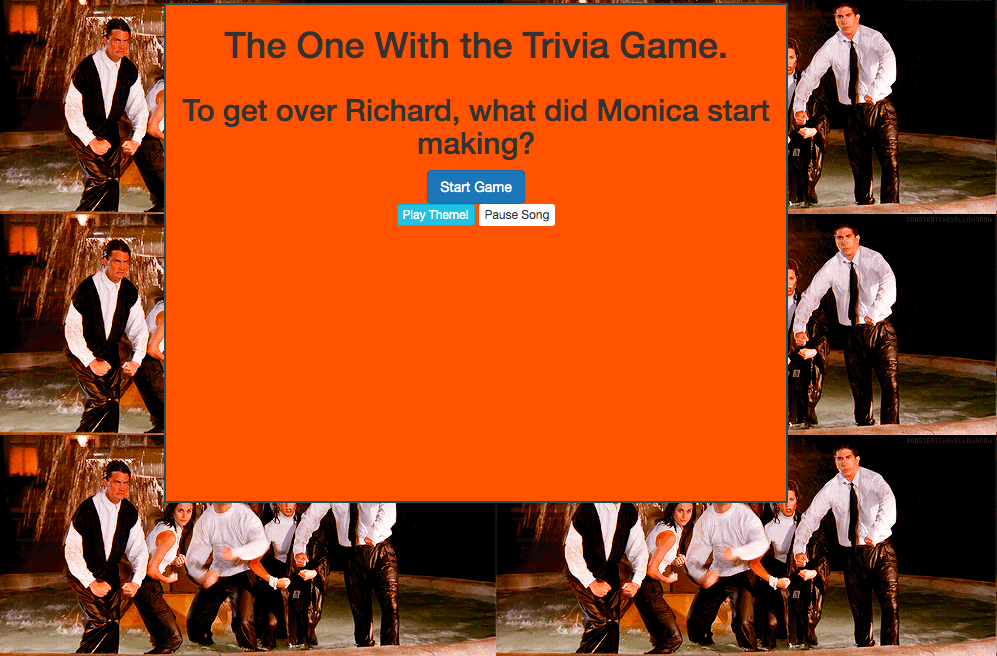 The One With the Trivia Game.
To get over Richard, what did Monica start
making?
Start Game
Play Theme!
Pause Song